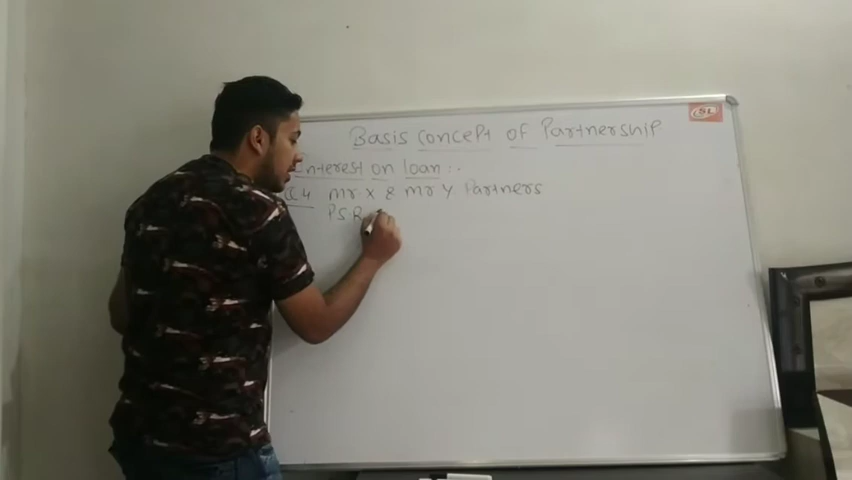 Basis concept of Partnership
Interest on loan :-
mr. X & mr Y Partners
P.S.R